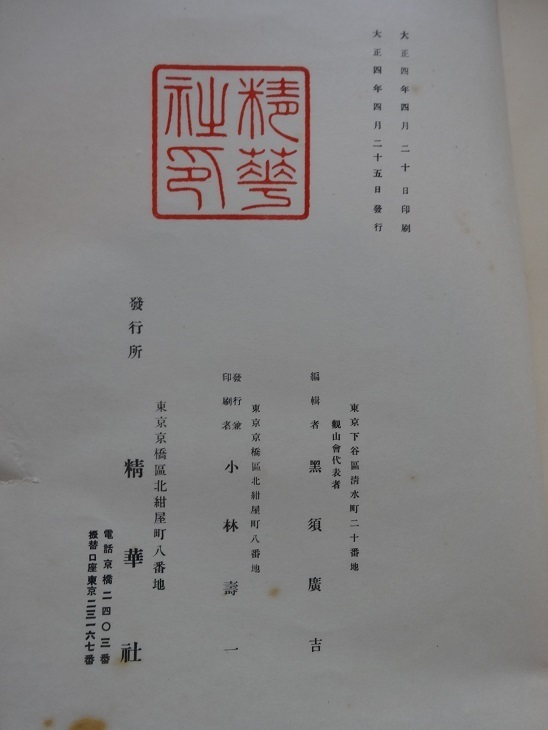 大正四年四月二十日印刷
大正四年四月二十五日發行
精華
社印
東京下谷區清水町二十番地
觀山會代表者
編輯者 黑須廣吉
東京京橋區北紺屋町八番地
發行兼
印刷者 小林壽一
發行所
東京京橋區北紺屋町八番地
精華社
電話京橋二四〇三番
振替口座東京二三一六七番